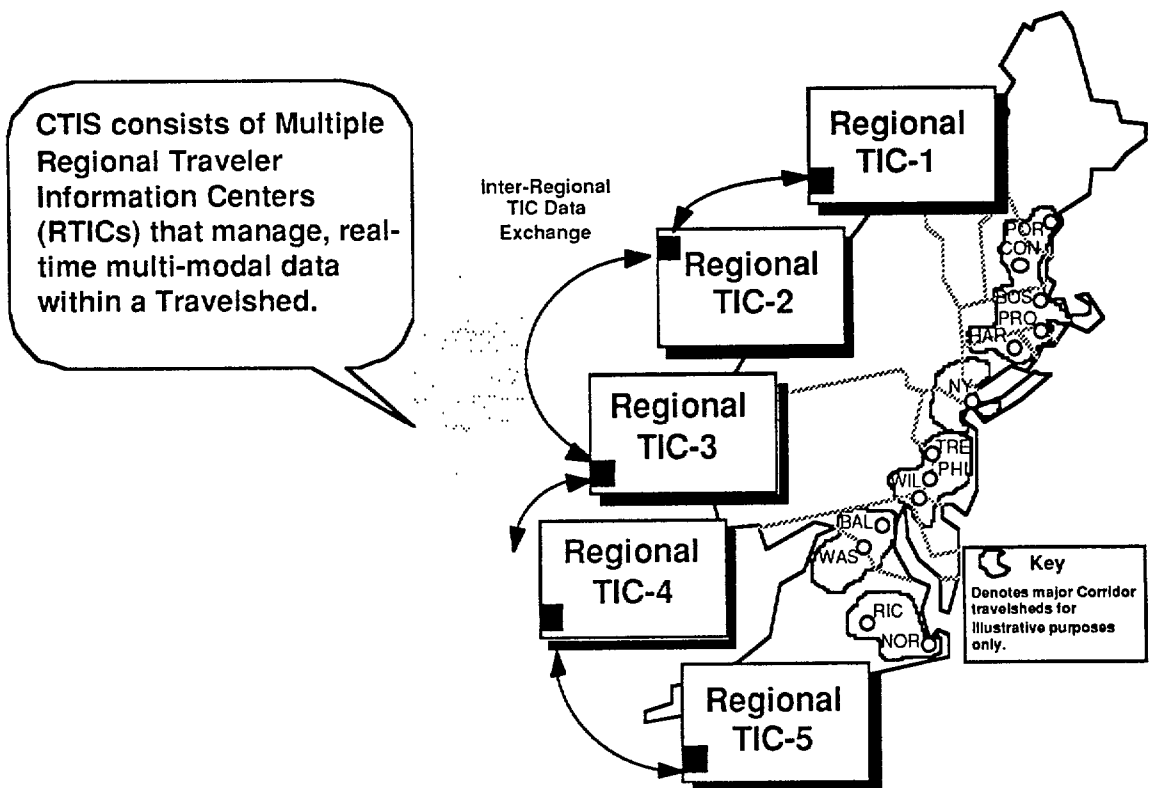 CTIS consists of Multiple
Regional Traveler
Information Centers
(RTICs) that manage, real-
time multi-modal data
within a Travelshed.
Inter-Regional
TIC Data
Exchange
Regional
TIC-1
Regional
TIC-2
Regional
TIC-3
Regional
TIC-4
Regional
TIC-5
POR
CON
BOS
PRO
HAR
NY
TRE
PHI
WIL
BAL
WAS
RIC
NOR
Key
Denotes major Corridor
travelsheds for
illustrative purposes
only.